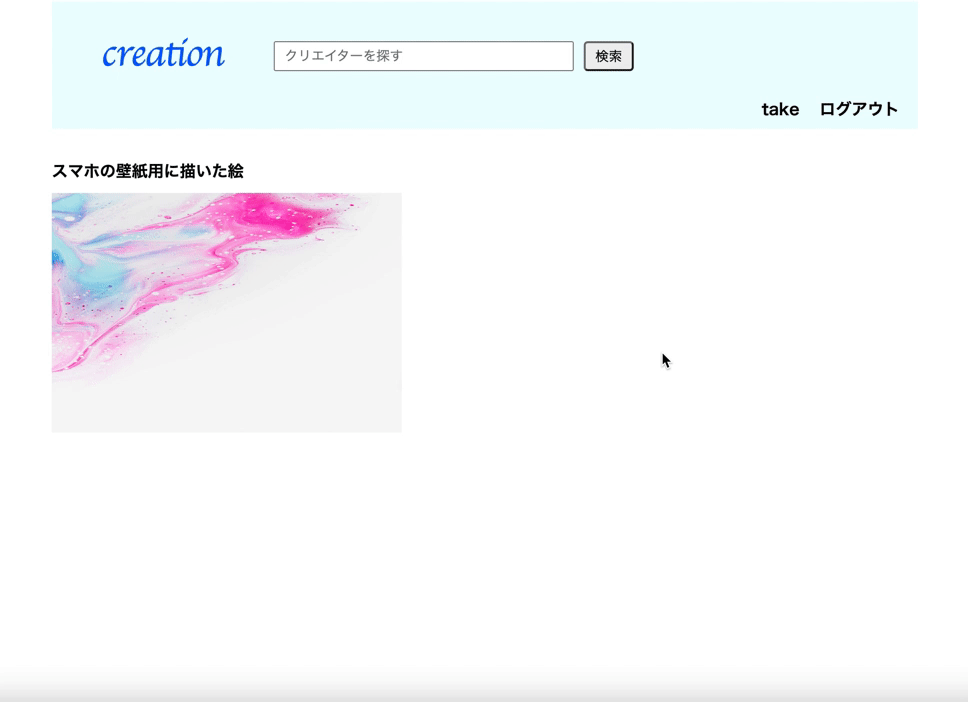 creation
クリエイターを探す
検索
take
ログアウト
スマホの壁紙用に描いた絵